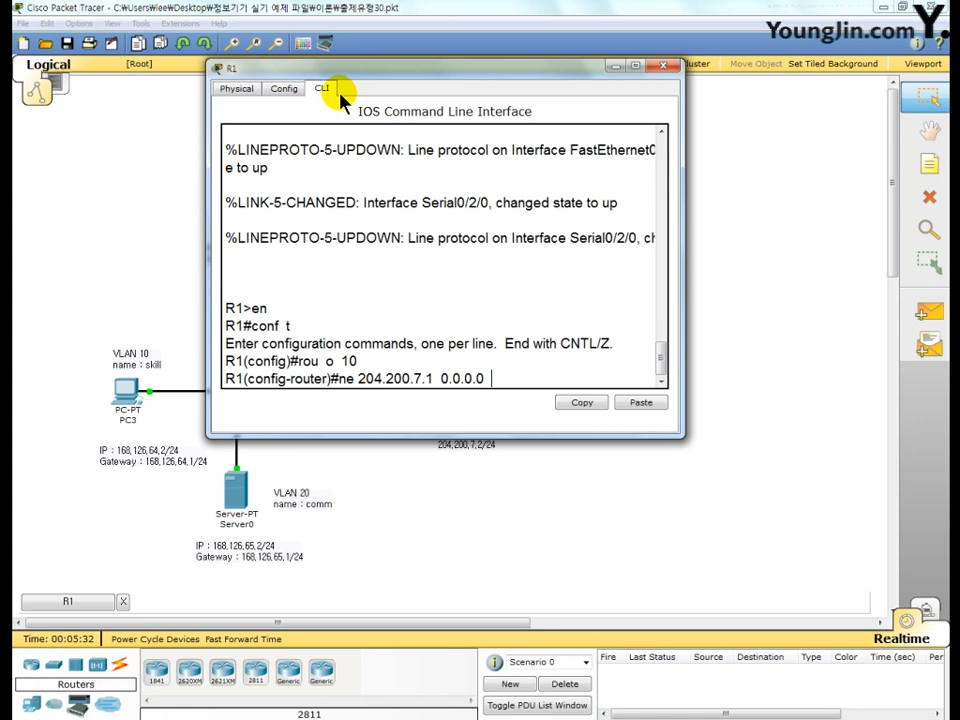 Cisco Packet Tracer - C:\Users\lee\Desktop\정보기기 실기 예제 파일\이론\출제유형30.pkt
File Edit Options View Tools Extensions Help
Younglin.com Y.
Logical
[Root]
Move Object
Set Tiled Background
Viewport
R1
Physical
Config
CLI
IOS Command Line Interface
%LINEPROTO-5-UPDOWN: Line protocol on Interface FastEthernet0
e to up
%LINK-5-CHANGED: Interface Serial0/2/0, changed state to up
%LINEPROTO-5-UPDOWN: Line protocol on Interface Serial0/2/0, ch
R1>en
R1#conf t
Enter configuration commands, one per line. End with CNTL/Z.
R1(config)#rou o 10
R1(config-router)#ne 204.200.7.1 0.0.0.0
Copy
Paste
VLAN 10
name : skill
PC-PT
PC3
IP : 168,126,64,2/24
Gateway : 168,126,64,1/24
204,200,7,2/24
VLAN 20
name : comm
Server-PT
Server0
IP : 168,126,65,2/24
Gateway : 168,126,65,1/24
R1
X
Time: 00:05:32
Power Cycle Devices Fast Forward Time
Realtime
Routers
1841
2620XM
2621XM
2811
Generic
Generic
2811
Scenario 0
New
Delete
Toggle PDU List Window
Fire
Last Status
Source
Destination
Type
Color
Time (sec)
Per